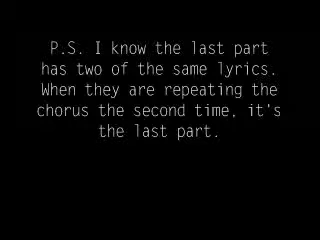 P.S. I know the last part
has two of the same lyrics.
When they are repeating the
chorus the second time, it's
the last part.